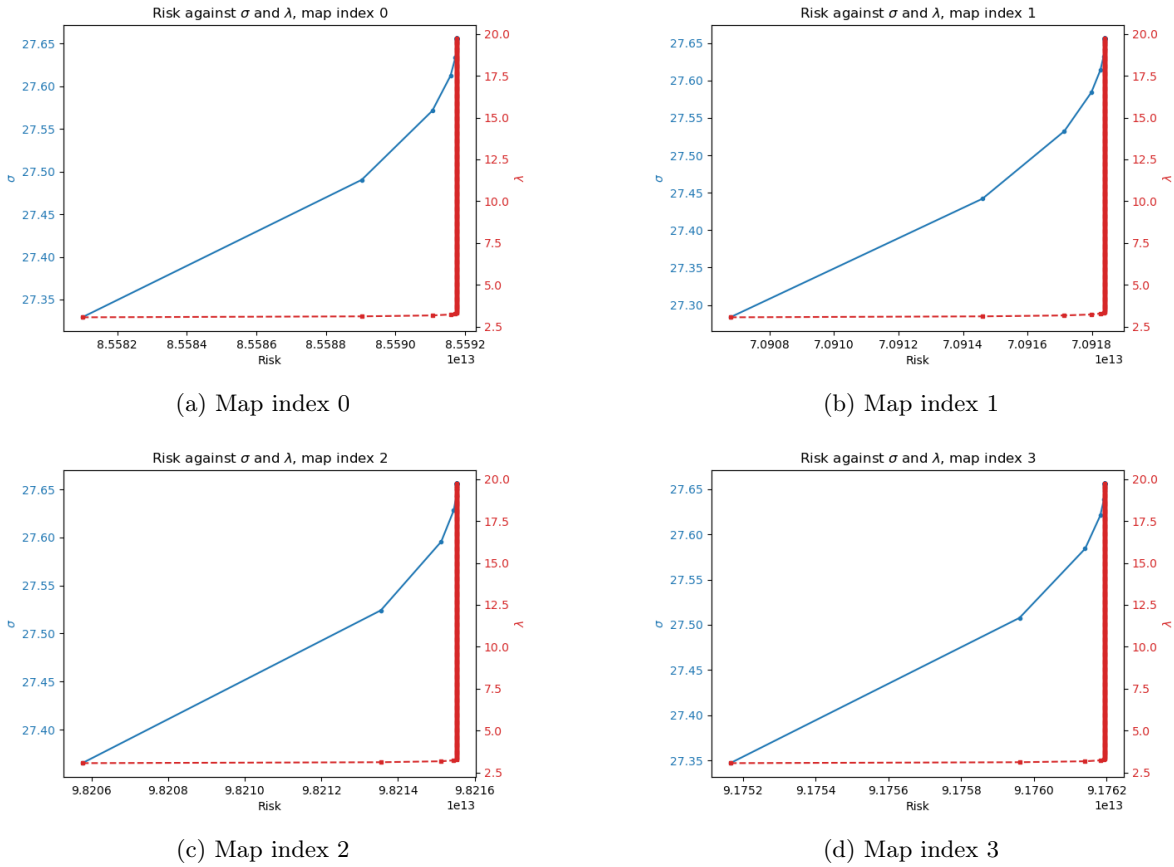 Risk against σ and λ, map index 0
27.65
27.60
27.55
27.50
27.45
27.40
27.35
σ
20.0
17.5
15.0
12.5
10.0
7.5
5.0
2.5
λ
8.5582 8.5584 8.5586 8.5588 8.5590 8.5592
Risk
1e13
(a) Map index 0
Risk against σ and λ, map index 1
27.65
27.60
27.55
27.50
27.45
27.40
27.35
27.30
σ
20.0
17.5
15.0
12.5
10.0
7.5
5.0
2.5
λ
7.0908 7.0910 7.0912 7.0914 7.0916 7.0918
Risk
1e13
(b) Map index 1
Risk against σ and λ, map index 2
27.65
27.60
27.55
27.50
27.45
27.40
σ
20.0
17.5
15.0
12.5
10.0
7.5
5.0
2.5
λ
9.8206 9.8208 9.8210 9.8212 9.8214 9.8216
Risk
1e13
(c) Map index 2
Risk against σ and λ, map index 3
27.65
27.60
27.55
27.50
27.45
27.40
27.35
σ
20.0
17.5
15.0
12.5
10.0
7.5
5.0
2.5
λ
9.1752 9.1754 9.1756 9.1758 9.1760 9.1762
Risk
1e13
(d) Map index 3